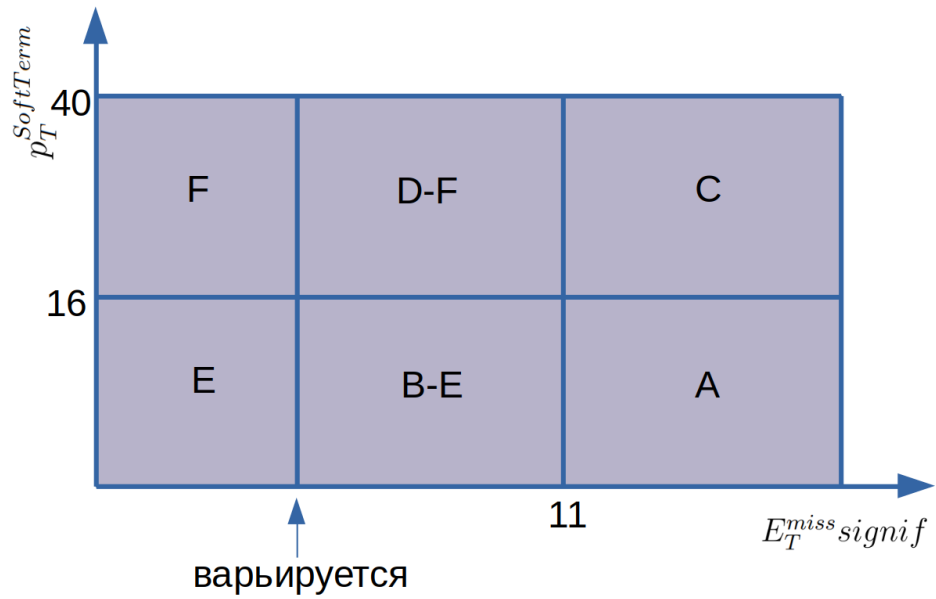 p_T^{SoftTerm}
40
F
D-F
C
16
E
B-E
A
11
E_T^{miss} signif
варьируется